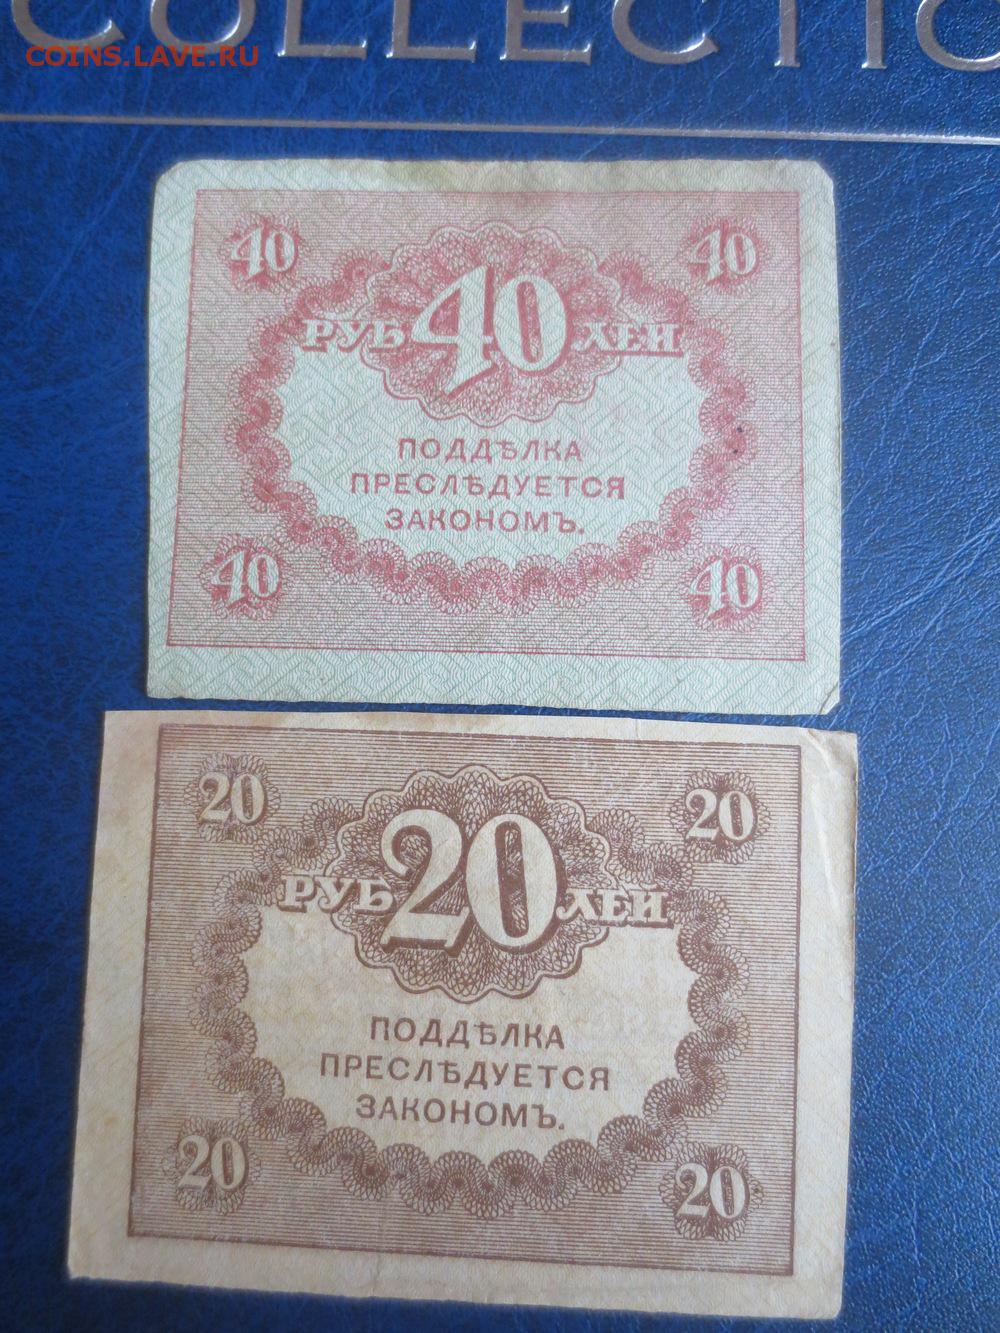 COLLECTIO
COINS.LAVE.RU
40 40
РУБ 40 ЛЕЙ
ПОДДѢЛКА
ПРЕСЛѢДУЕТСЯ
ЗАКОНОМЪ.
40 40
20 20
РУБ 20 ЛЕЙ
ПОДДѢЛКА
ПРЕСЛѢДУЕТСЯ
ЗАКОНОМЪ.
20 20